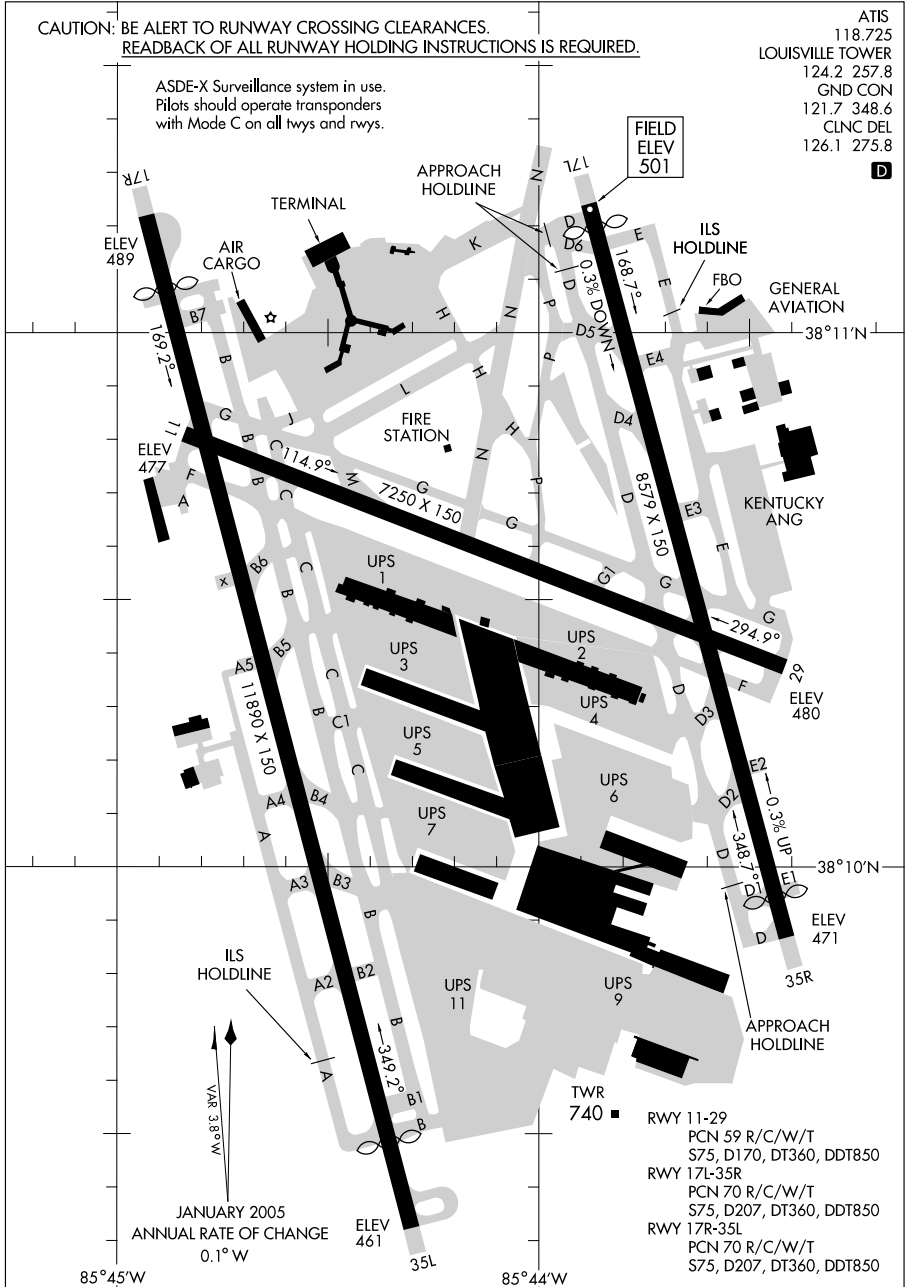 CAUTION: BE ALERT TO RUNWAY CROSSING CLEARANCES.
READBACK OF ALL RUNWAY HOLDING INSTRUCTIONS IS REQUIRED.
ATIS
118.725
LOUISVILLE TOWER
124.2 257.8
GND CON
121.7 348.6
CLNC DEL
126.1 275.8
D
ASDE-X Surveillance system in use.
Pilots should operate transponders
with Mode C on all twys and rwys.
FIELD
ELEV
501
17R
17L
APPROACH
HOLDLINE
N
TERMINAL
D
E
K
D6
ILS
HOLDLINE
ELEV
489
AIR
CARGO
168.7°
0.3% DOWN
D
E
FBO
GENERAL
AVIATION
B7
H
N
P
D5
38°11'N
169.2°
B
P
E4
H
L
J
G
FIRE
STATION
H
D4
11
ELEV
477
B
C
114.9°
M
N
P
F
A
B
C
G
7250 X 150
G
D
8579 X 150
E3
KENTUCKY
ANG
E
B6
X
C
B
UPS
1
G1
G
G
294.9°
29
ELEV
480
A5
B5
C
UPS
3
UPS
2
UPS
4
D
F
D3
11890 X 150
B
C1
C
UPS
5
UPS
6
E2
A4
B4
UPS
7
D2
0.3% UP
A
348.7°
D
38°10'N
A3
B3
D1
E1
ELEV
471
B
D
35R
ILS
HOLDLINE
A2
B2
UPS
11
UPS
9
APPROACH
HOLDLINE
B
349.2°
A
VAR 3.8°W
B1
B
TWR
740
JANUARY 2005
ANNUAL RATE OF CHANGE
0.1°W
ELEV
461
35L
RWY 11-29
PCN 59 R/C/W/T
S75, D170, DT360, DDT850
RWY 17L-35R
PCN 70 R/C/W/T
S75, D207, DT360, DDT850
RWY 17R-35L
PCN 70 R/C/W/T
S75, D207, DT360, DDT850
85°45'W
85°44'W